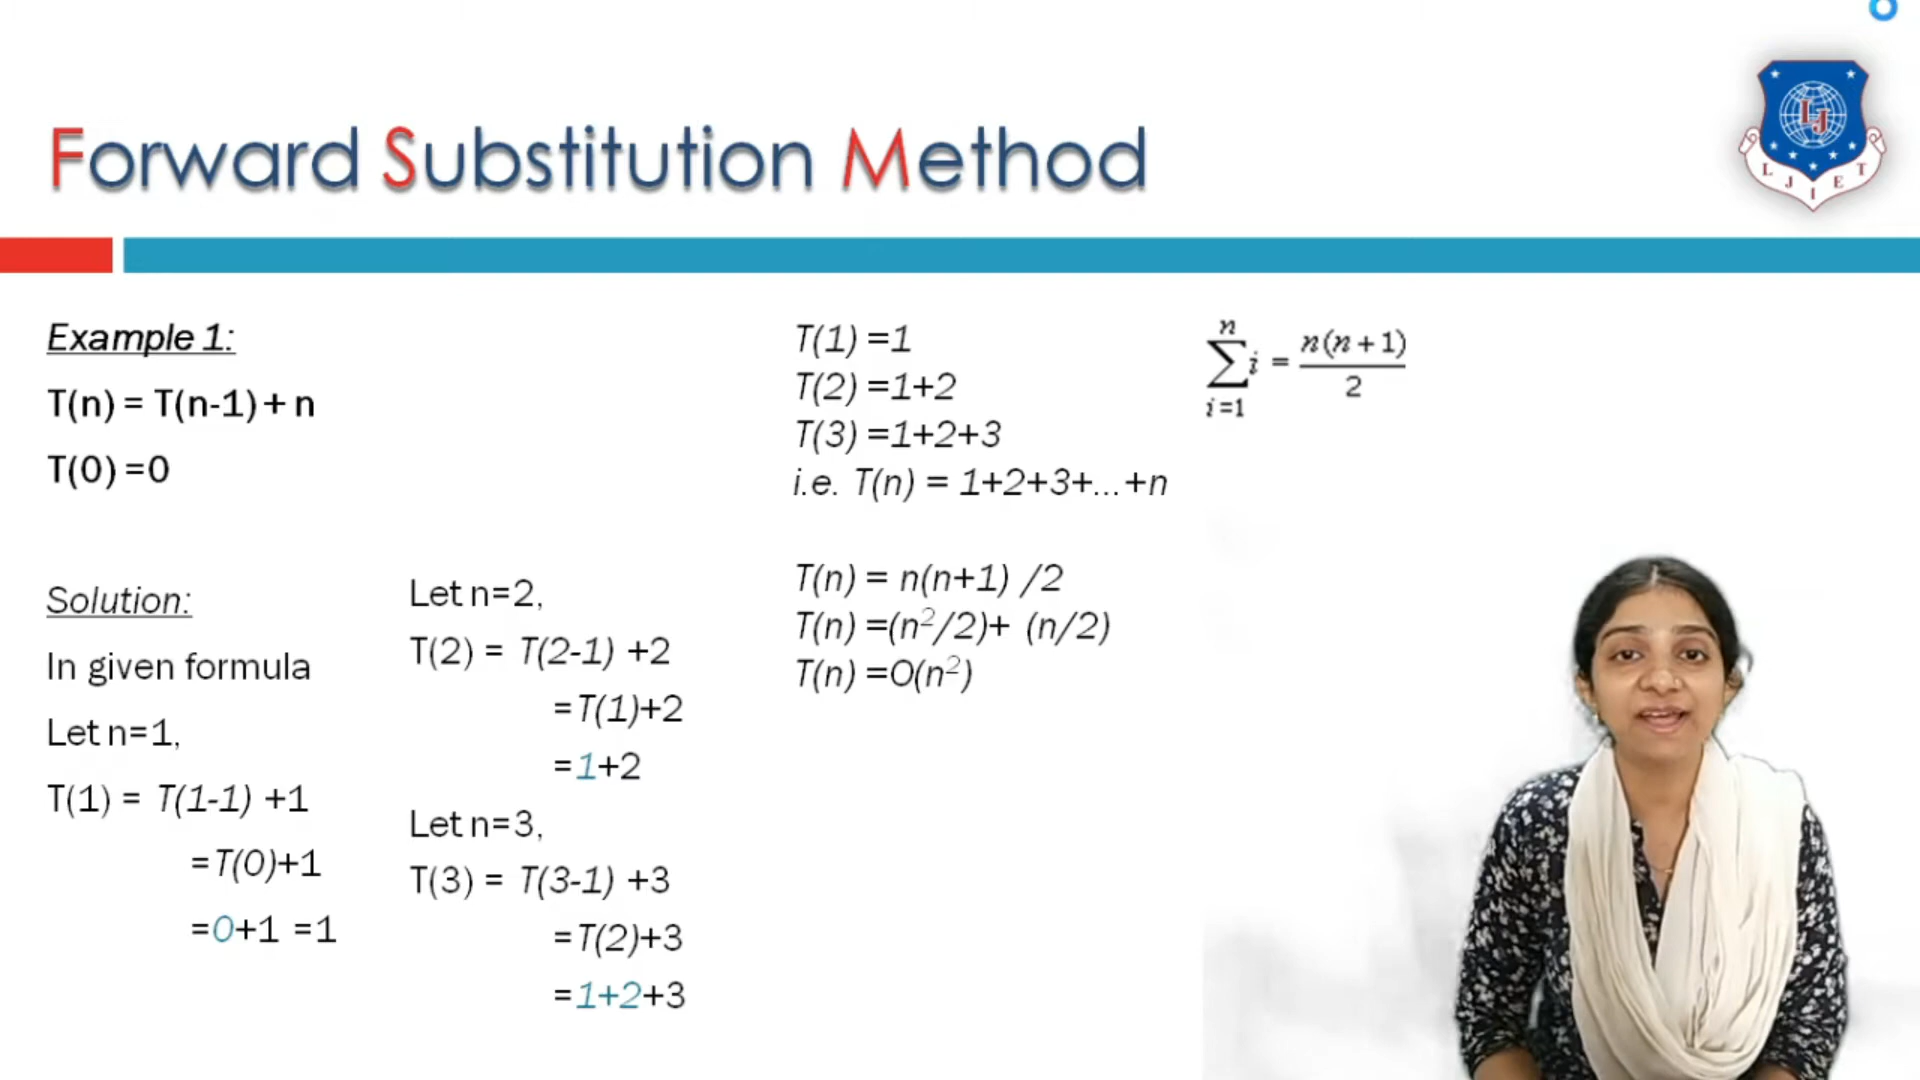 Forward Substitution Method
LJ
L J I E T
Example 1:
T(n) = T(n-1) + n
T(0) =0
Solution:
In given formula
Let n=1,
T(1) = T(1-1) +1
=T(0)+1
=0+1 =1
Let n=2,
T(2) = T(2-1) +2
=T(1)+2
=1+2
Let n=3,
T(3) = T(3-1) +3
=T(2)+3
=1+2+3
T(1) =1
T(2) =1+2
T(3) =1+2+3
i.e. T(n) = 1+2+3+...+n
T(n) = n(n+1) /2
T(n) =(n²/2)+ (n/2)
T(n) =O(n²)
n
∑ i = n(n+1)/2
i=1